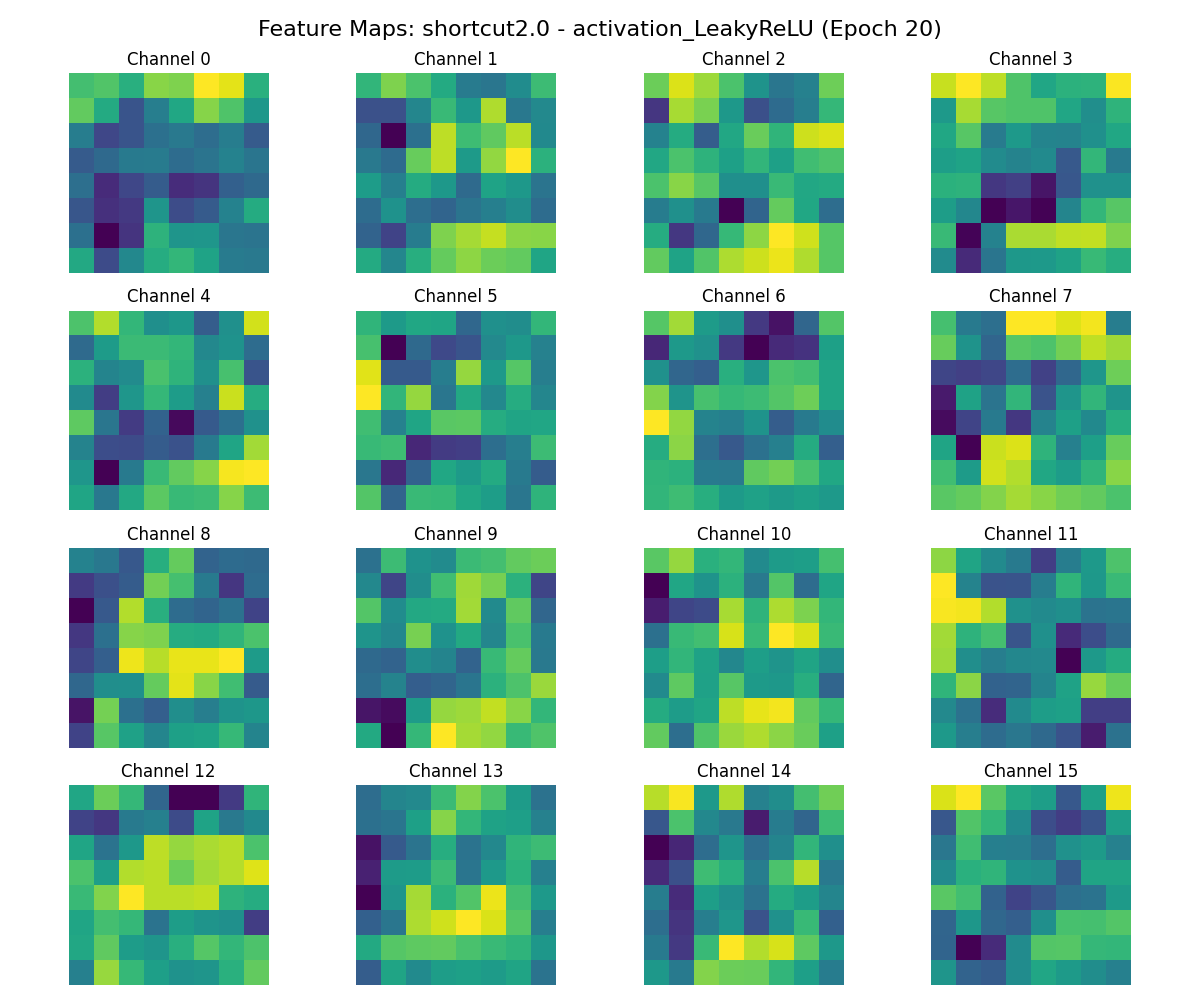 Feature Maps: shortcut2.0 - activation_LeakyReLU (Epoch 20)
Channel 0
Channel 1
Channel 2
Channel 3
Channel 4
Channel 5
Channel 6
Channel 7
Channel 8
Channel 9
Channel 10
Channel 11
Channel 12
Channel 13
Channel 14
Channel 15